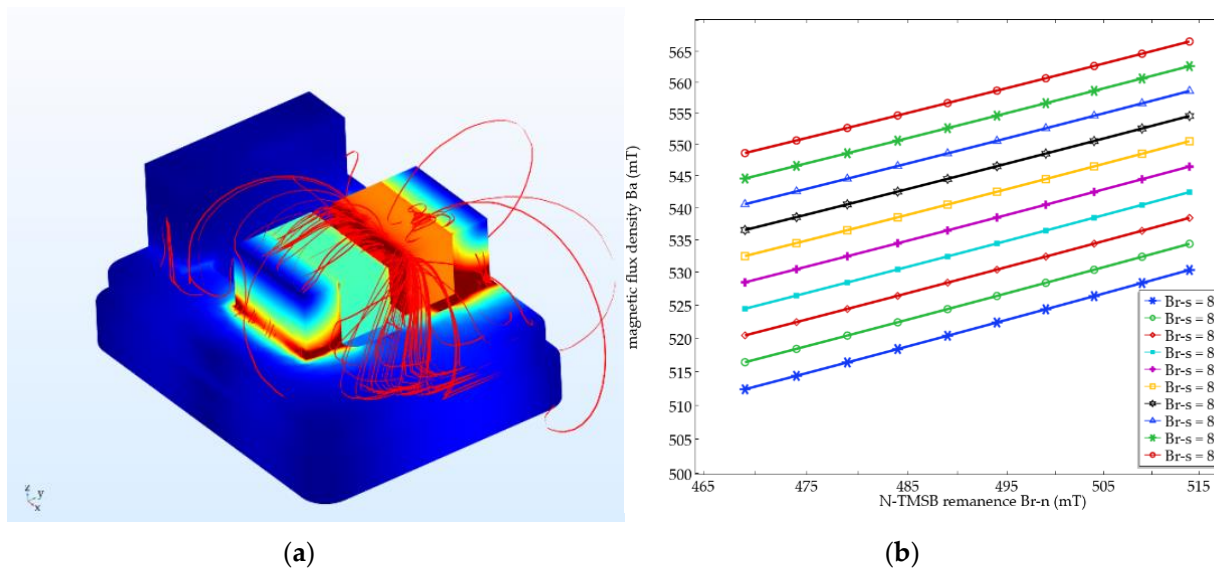 z
y
x
565
560
555
550
545
540
535
530
525
520
515
510
505
500
magnetic flux density Ba (mT)
Br-s = 8
Br-s = 8
Br-s = 8
Br-s = 8
Br-s = 8
Br-s = 8
Br-s = 8
Br-s = 8
Br-s = 8
Br-s = 8
465 475 485 495 505 515
N-TMSB remanence Br-n (mT)
(a) (b)